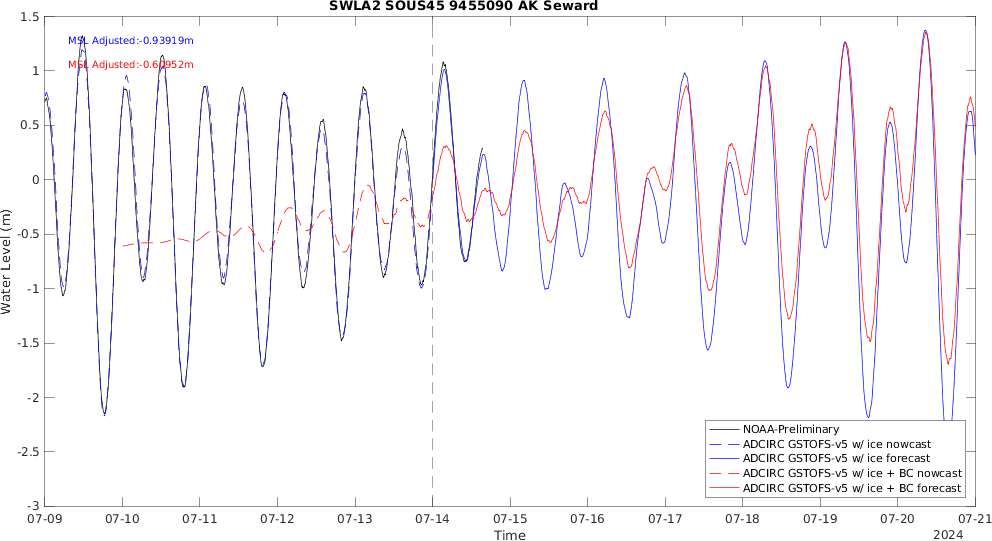 SWLA2 SOUS45 9455090 AK Seward
MSL Adjusted:-0.93919m
MSL Adjusted:-0.60952m
1.5
1
0.5
0
-0.5
-1
-1.5
-2
-2.5
-3
Water Level (m)
NOAA-Preliminary
ADCIRC GSTOFS-v5 w/ ice nowcast
ADCIRC GSTOFS-v5 w/ ice forecast
ADCIRC GSTOFS-v5 w/ ice + BC nowcast
ADCIRC GSTOFS-v5 w/ ice + BC forecast
07-09 07-10 07-11 07-12 07-13 07-14 07-15 07-16 07-17 07-18 07-19 07-20 07-21
Time
2024